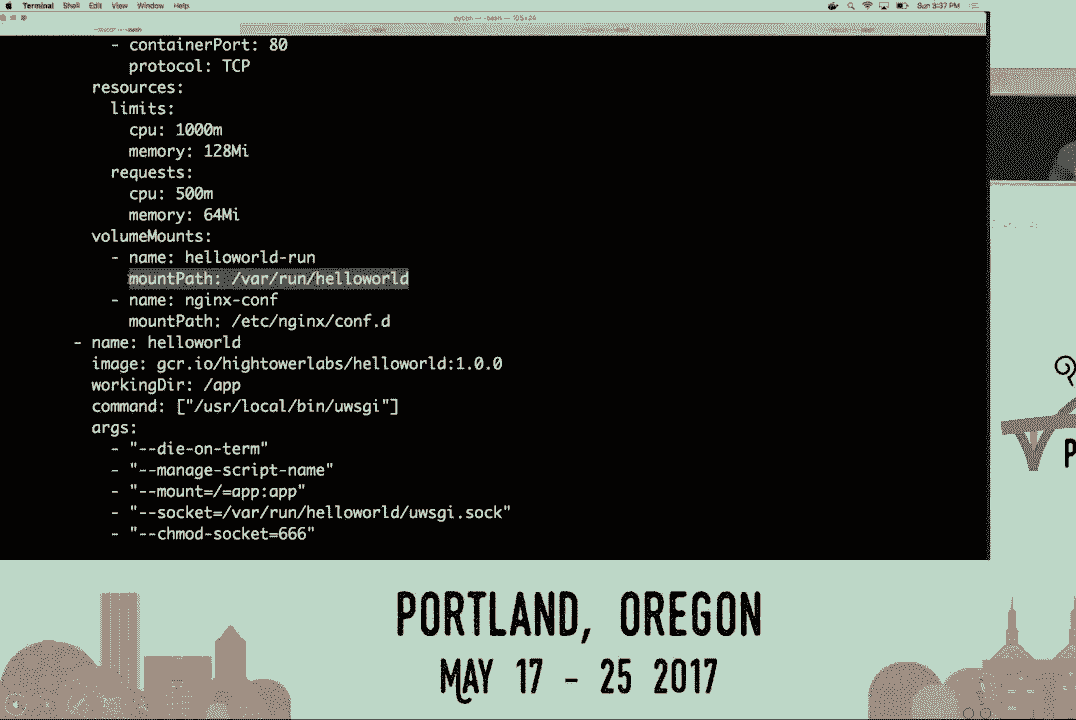 Terminal Shell Edit View Window Help
Sun 3:37 PM
- containerPort: 80
protocol: TCP
resources:
limits:
cpu: 1000m
memory: 128Mi
requests:
cpu: 500m
memory: 64Mi
volumeMounts:
- name: helloworld-run
mountPath: /var/run/helloworld
- name: nginx-conf
mountPath: /etc/nginx/conf.d
- name: helloworld
image: gcr.io/hightowerlabs/helloworld:1.0.0
workingDir: /app
command: ["/usr/local/bin/uwsgi"]
args:
- "--die-on-term"
- "--manage-script-name"
- "--mount=/=app:app"
- "--socket=/var/run/helloworld/uwsgi.sock"
- "--chmod-socket=666"
PORTLAND, OREGON
MAY 17 - 25 2017